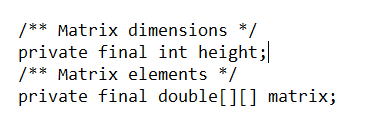 /** Matrix dimensions */
private final int height;
/** Matrix elements */
private final double[][] matrix;